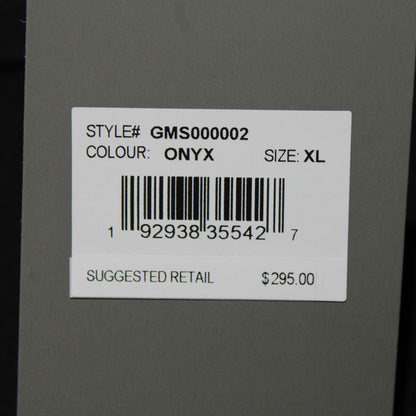 STYLE# GMS000002
COLOUR: ONYX SIZE: XL
1 92938 35542 7
SUGGESTED RETAIL $295.00